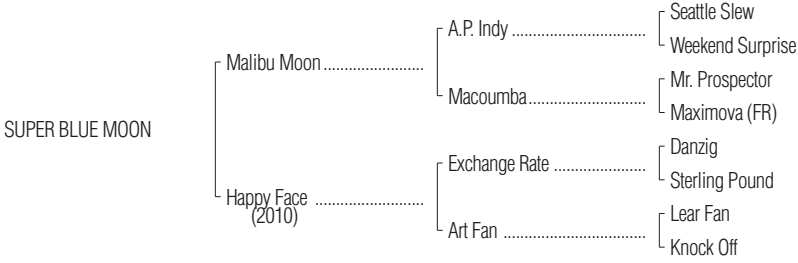 Seattle Slew
A.P. Indy ..................................
Weekend Surprise
Malibu Moon.........................
Mr. Prospector
Macoumba..............................
Maximova (FR)
SUPER BLUE MOON
Danzig
Exchange Rate .......................
Sterling Pound
Happy Face ...........................
(2010)
Lear Fan
Art Fan ...................................
Knock Off